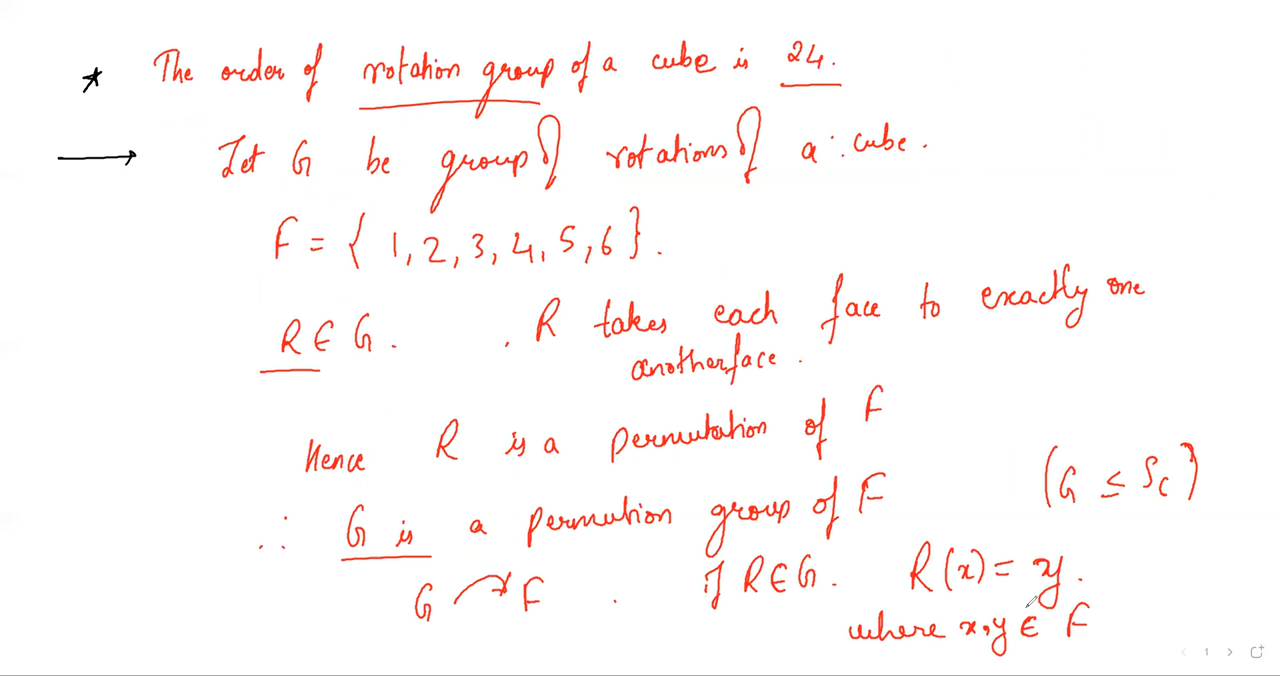 * The order of rotation group of a cube is 24.
→ Let G be group of rotations of a cube.
F = { 1, 2, 3, 4, 5, 6 }.
R ∈ G. . R takes each face to exactly one
another face .
Hence R is a permutation of F
∴ G is a permution group of F (G ≤ S_C)
G ↷ F . if R ∈ G. R(x) = y.
where x, y ∈ F
1